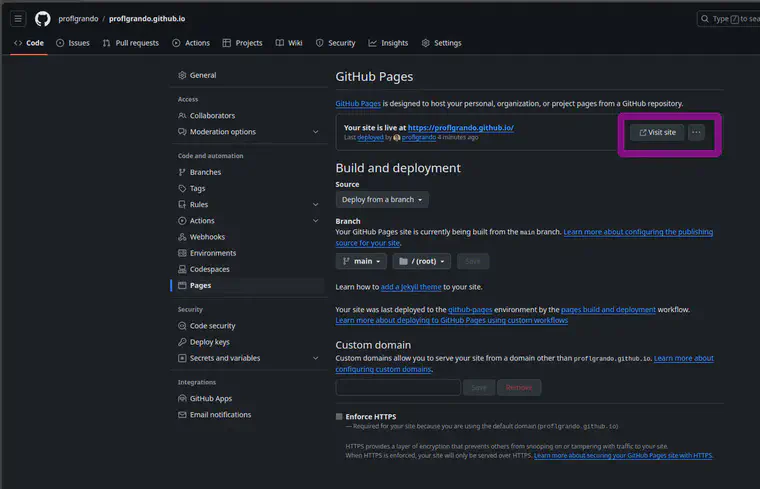 proflgrando / proflgrando.github.io
Type / to sea
Code Issues Pull requests Actions Projects Wiki Security Insights Settings
General
Access
Collaborators
Moderation options
Code and automation
Branches
Tags
Rules
Actions
Webhooks
Environments
Codespaces
Pages
Security
Code security
Deploy keys
Secrets and variables
Integrations
GitHub Apps
Email notifications
GitHub Pages
GitHub Pages is designed to host your personal, organization, or project pages from a GitHub repository.
Your site is live at https://proflgrando.github.io/
Last deployed by proflgrando 4 minutes ago
Visit site ...
Build and deployment
Source
Deploy from a branch
Branch
Your GitHub Pages site is currently being built from the main branch. Learn more about configuring the publishing
source for your site.
main / (root) Save
Learn how to add a Jekyll theme to your site.
Your site was last deployed to the github-pages environment by the pages build and deployment workflow.
Learn more about deploying to GitHub Pages using custom workflows
Custom domain
Custom domains allow you to serve your site from a domain other than proflgrando.github.io. Learn more about
configuring custom domains.
Save Remove
Enforce HTTPS
— Required for your site because you are using the default domain (proflgrando.github.io)
HTTPS provides a layer of encryption that prevents others from snooping on or tampering with traffic to your site.
When HTTPS is enforced, your site will only be served over HTTPS. Learn more about securing your GitHub Pages site with HTTPS.